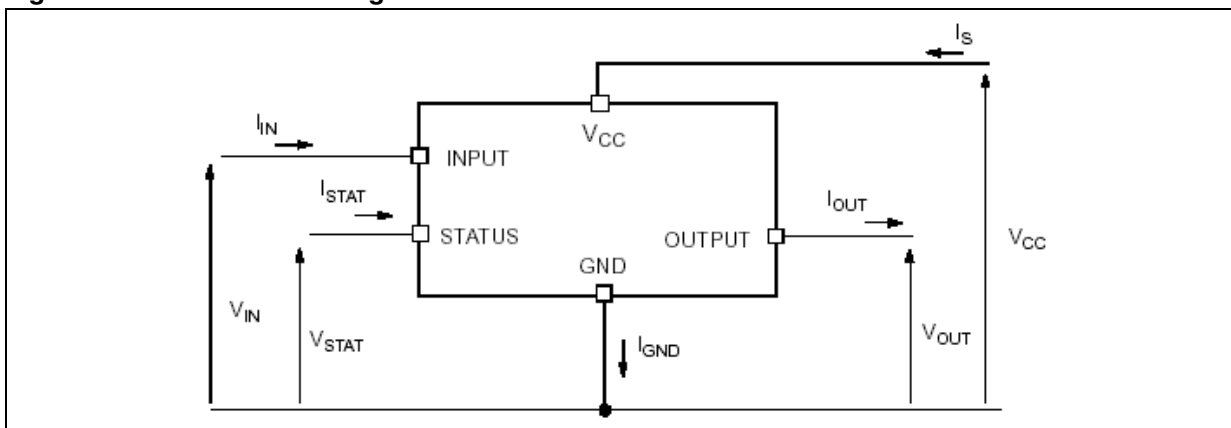 I_S
V_CC
I_IN
INPUT
I_STAT
STATUS
I_OUT
OUTPUT
GND
V_CC
V_IN
V_STAT
I_GND
V_OUT